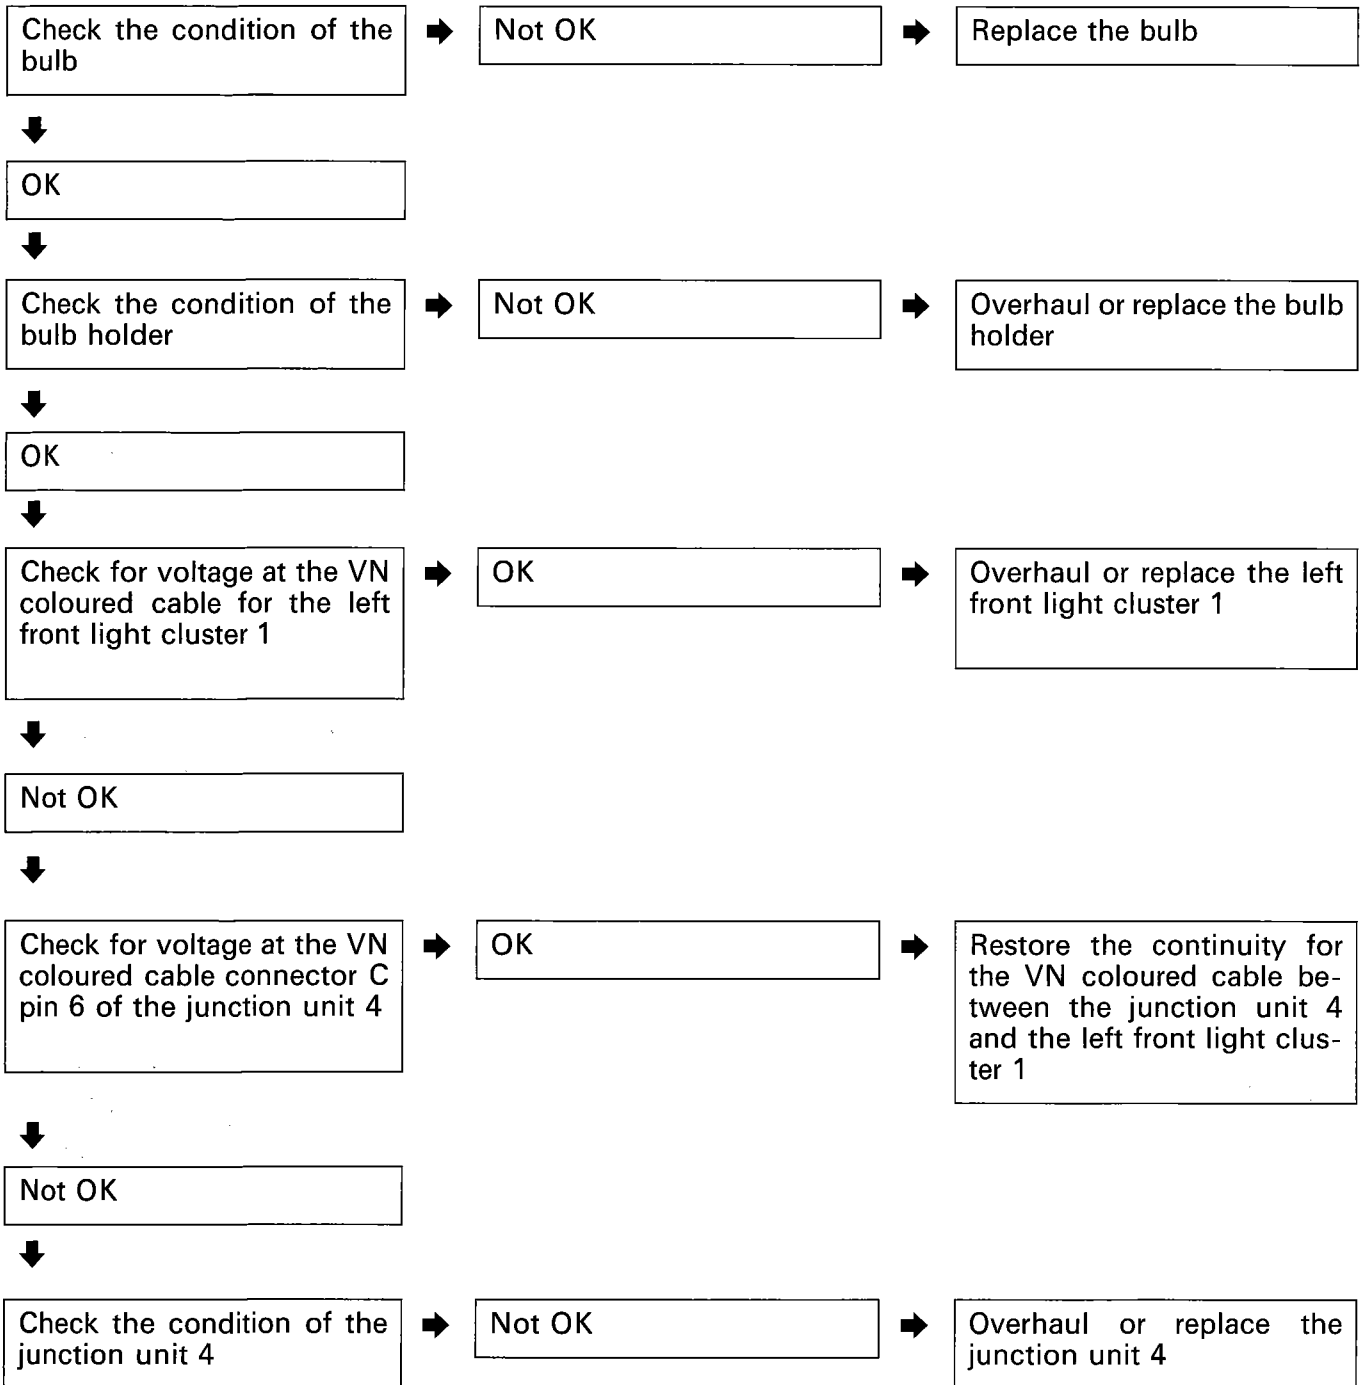 Check the condition of the
bulb
Not OK
Replace the bulb
OK
Check the condition of the
bulb holder
Not OK
Overhaul or replace the bulb
holder
OK
Check for voltage at the VN
coloured cable for the left
front light cluster 1
OK
Overhaul or replace the left
front light cluster 1
Not OK
Check for voltage at the VN
coloured cable connector C
pin 6 of the junction unit 4
OK
Restore the continuity for
the VN coloured cable be-
tween the junction unit 4
and the left front light clus-
ter 1
Not OK
Check the condition of the
junction unit 4
Not OK
Overhaul or replace the
junction unit 4